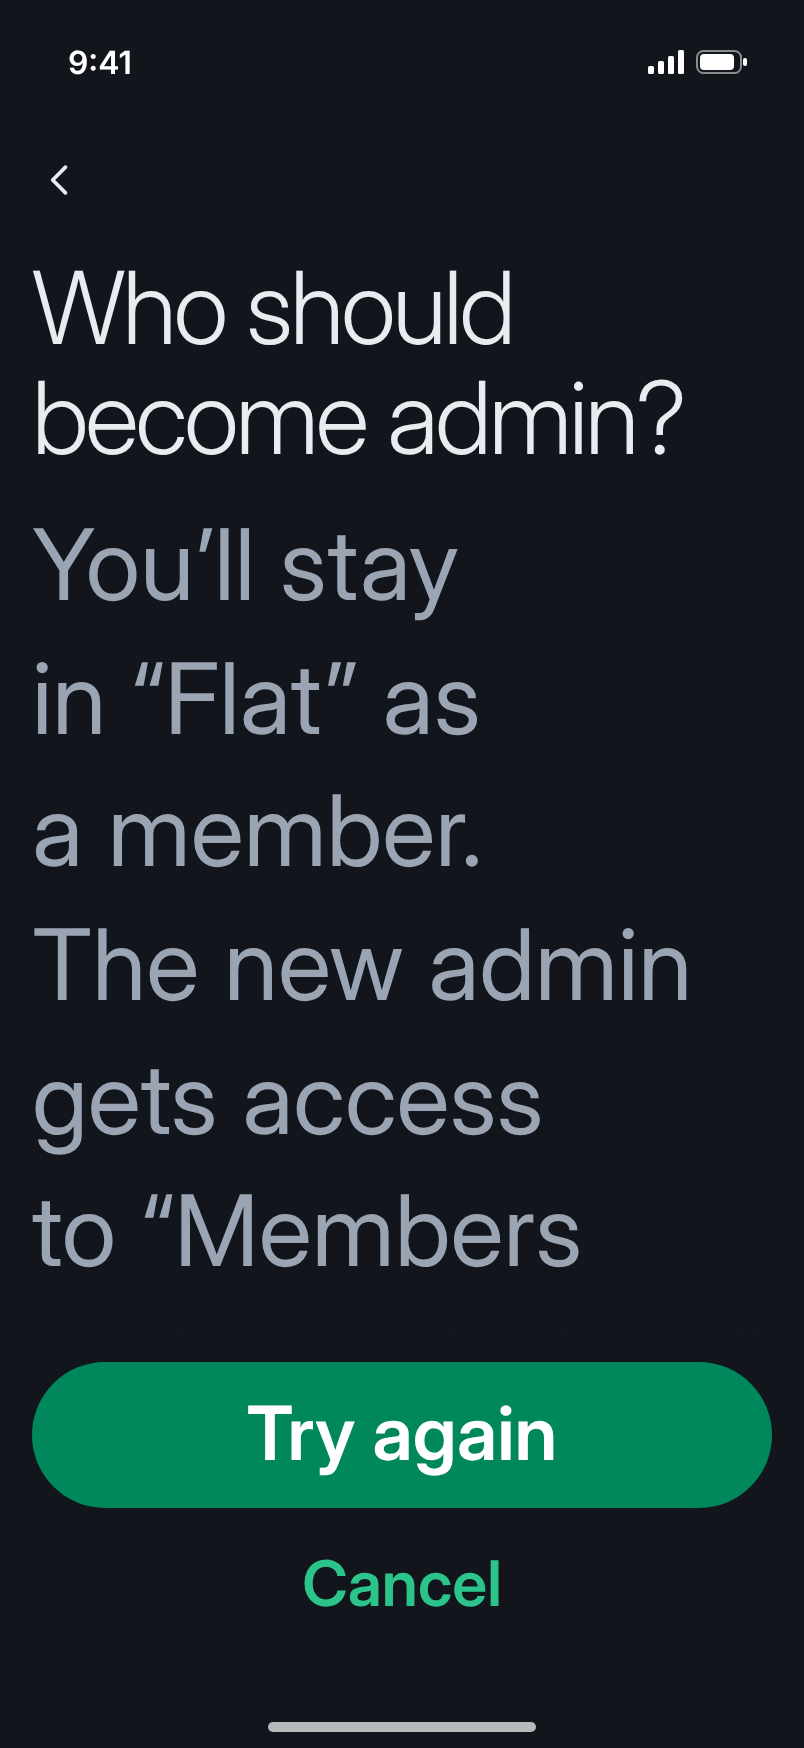 9:41
Who should
become admin?
You’ll stay
in “Flat” as
a member.
The new admin
gets access
to “Members
Try again
Cancel